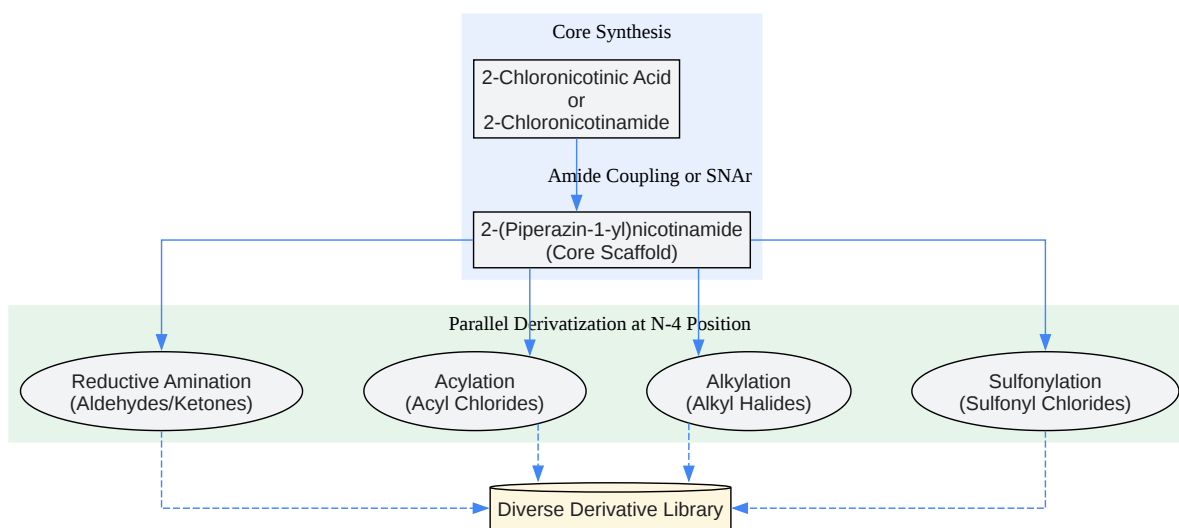 Core Synthesis
2-Chloronicotinic Acid
or
2-Chloronicotinamide
Amide Coupling or SNAr
2-(Piperazin-1-yl)nicotinamide
(Core Scaffold)
Parallel Derivatization at N-4 Position
Reductive Amination
(Aldehydes/Ketones)
Acylation
(Acyl Chlorides)
Alkylation
(Alkyl Halides)
Sulfonylation
(Sulfonyl Chlorides)
Diverse Derivative Library